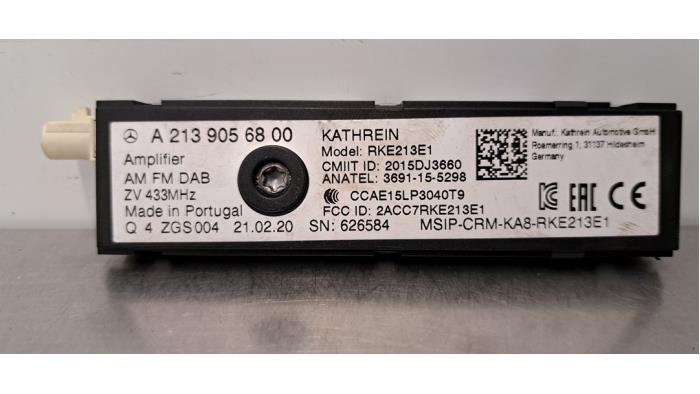 A 213 905 68 00
Amplifier
AM FM DAB
ZV 433MHz
Made in Portugal
Q 4 ZGS 004 21.02.20
KATHREIN
Model: RKE213E1
CMIIT ID: 2015DJ3660
ANATEL: 3691-15-5298
CCAE15LP3040T9
FCC ID: 2ACC7RKE213E1
SN: 626584 MSIP-CRM-KA8-RKE213E1
Manuf.: Kathrein Automotive GmbH
Roemerring 1, 31137 Hildesheim
Germany